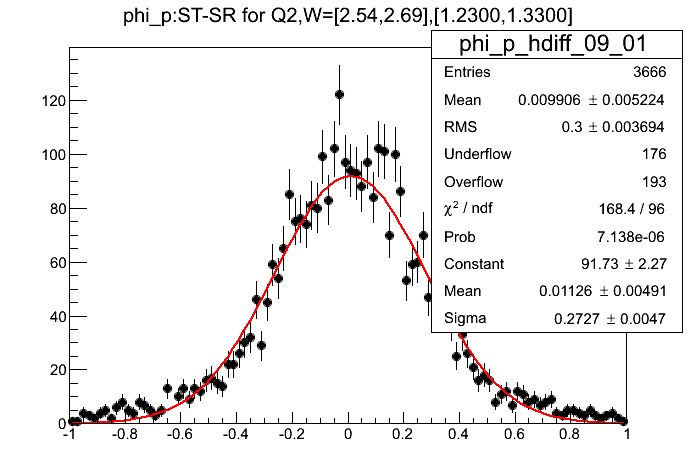 phi_p:ST-SR for Q2,W=[2.54,2.69],[1.2300,1.3300]
phi_p_hdiff_09_01
Entries 3666
Mean 0.009906 ± 0.005224
RMS 0.3 ± 0.003694
Underflow 176
Overflow 193
χ² / ndf 168.4 / 96
Prob 7.138e-06
Constant 91.73 ± 2.27
Mean 0.01126 ± 0.00491
Sigma 0.2727 ± 0.0047
120
100
80
60
40
20
0
-1 -0.8 -0.6 -0.4 -0.2 0 0.2 0.4 0.6 0.8 1